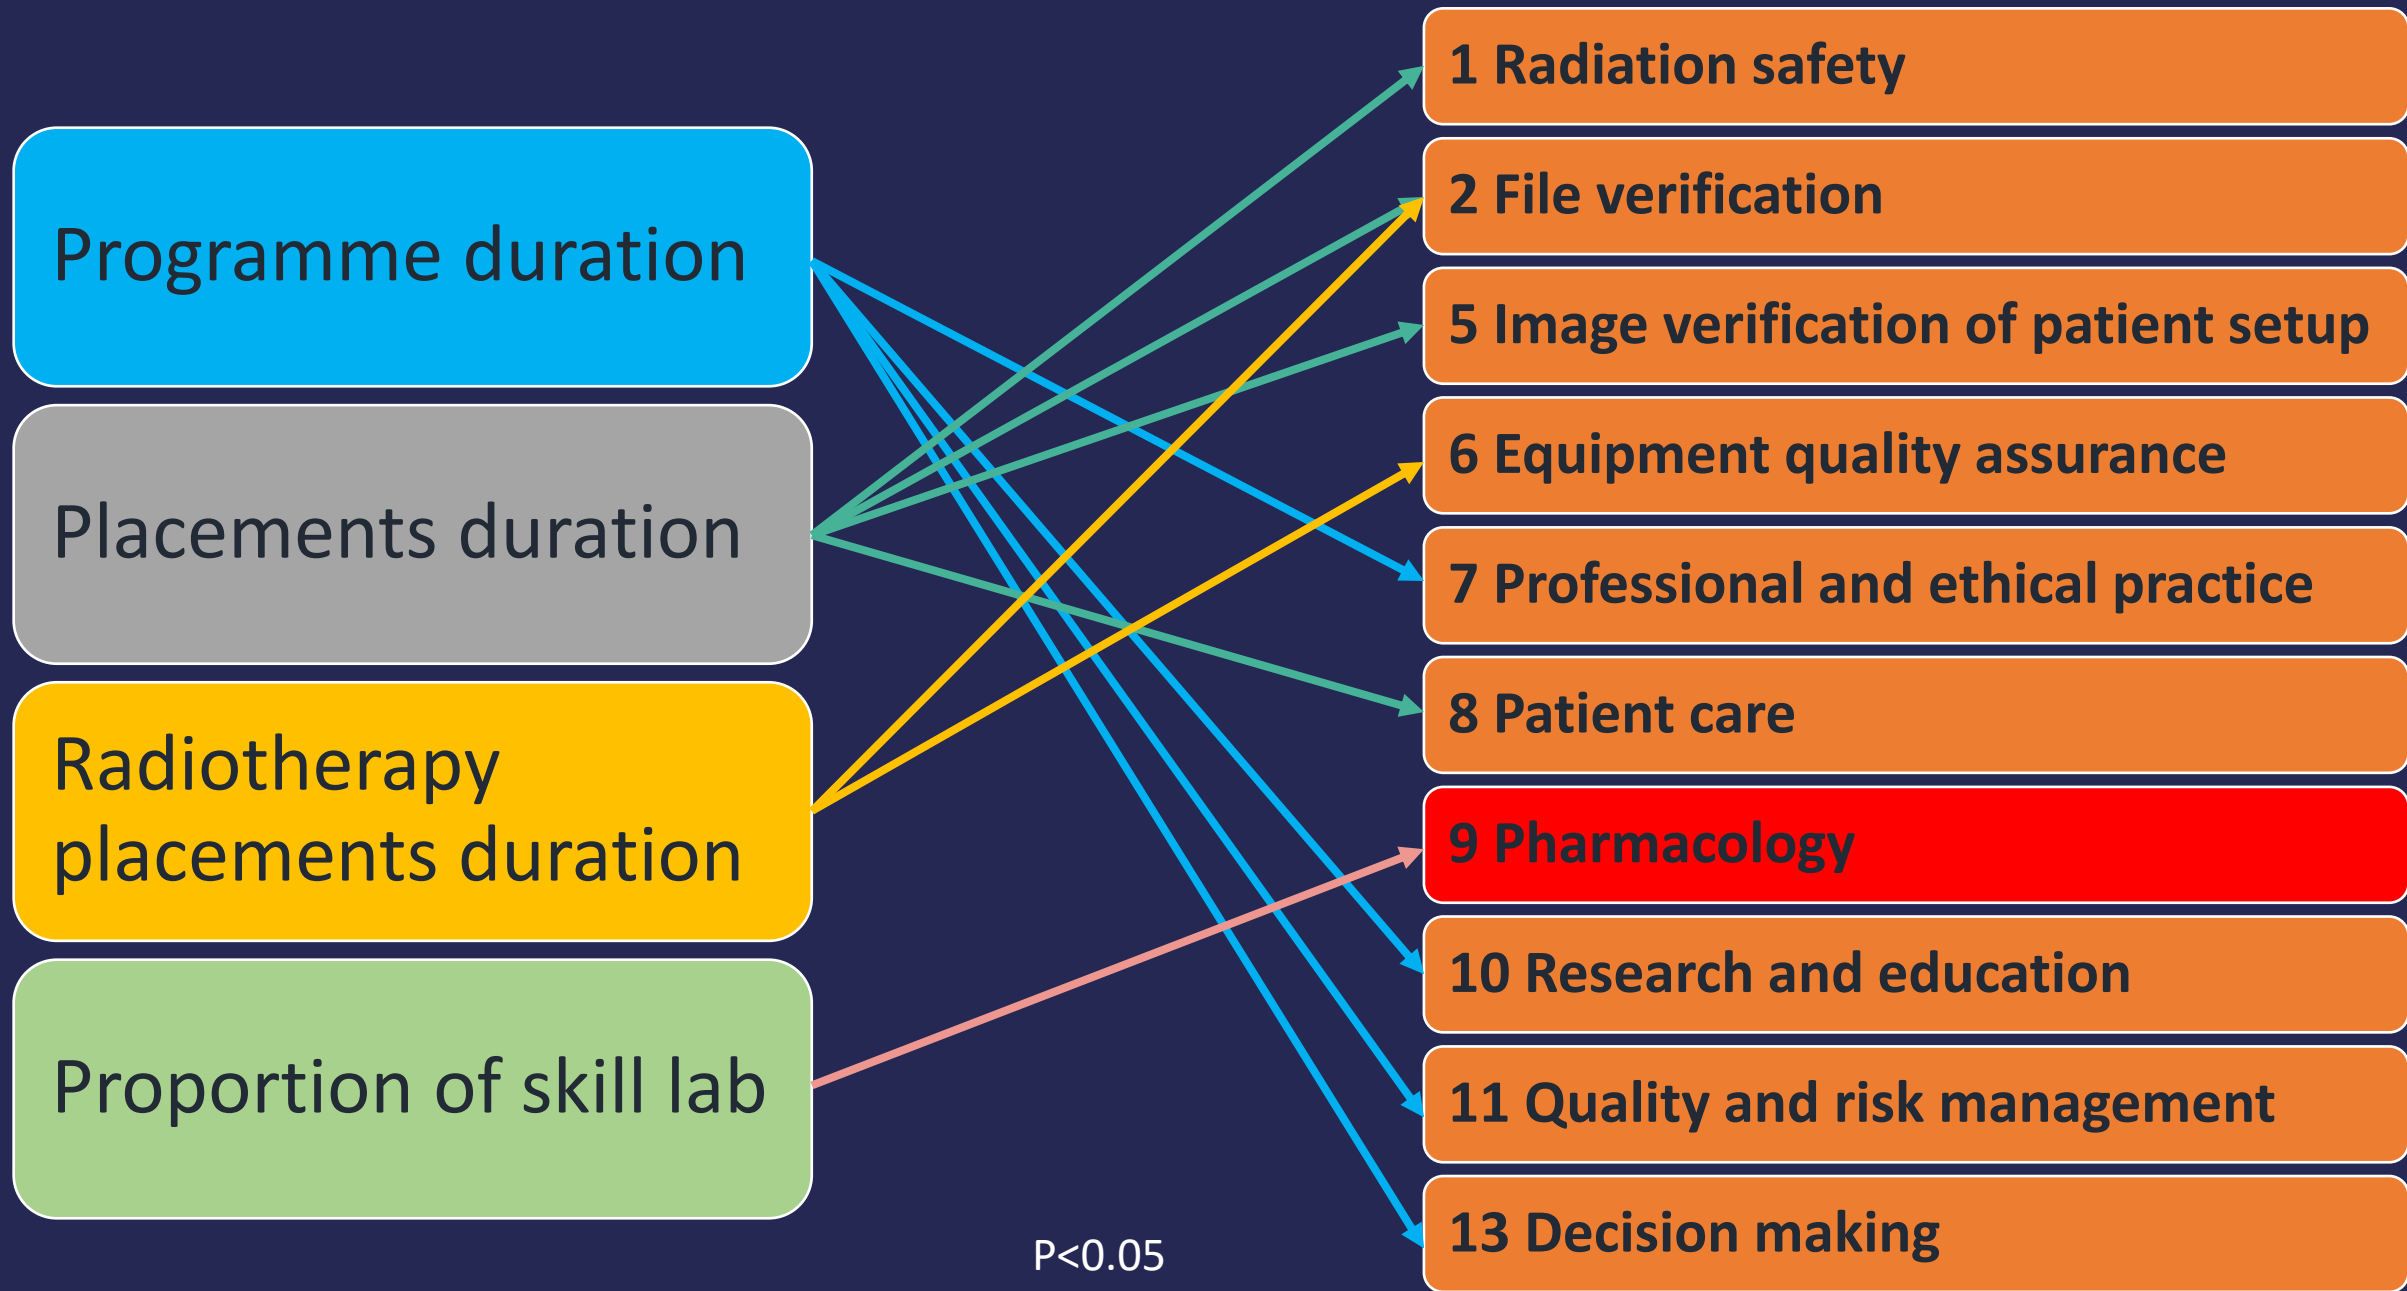 Programme duration
Placements duration
Radiotherapy
placements duration
Proportion of skill lab
1 Radiation safety
2 File verification
5 Image verification of patient setup
6 Equipment quality assurance
7 Professional and ethical practice
8 Patient care
9 Pharmacology
10 Research and education
11 Quality and risk management
13 Decision making
P<0.05